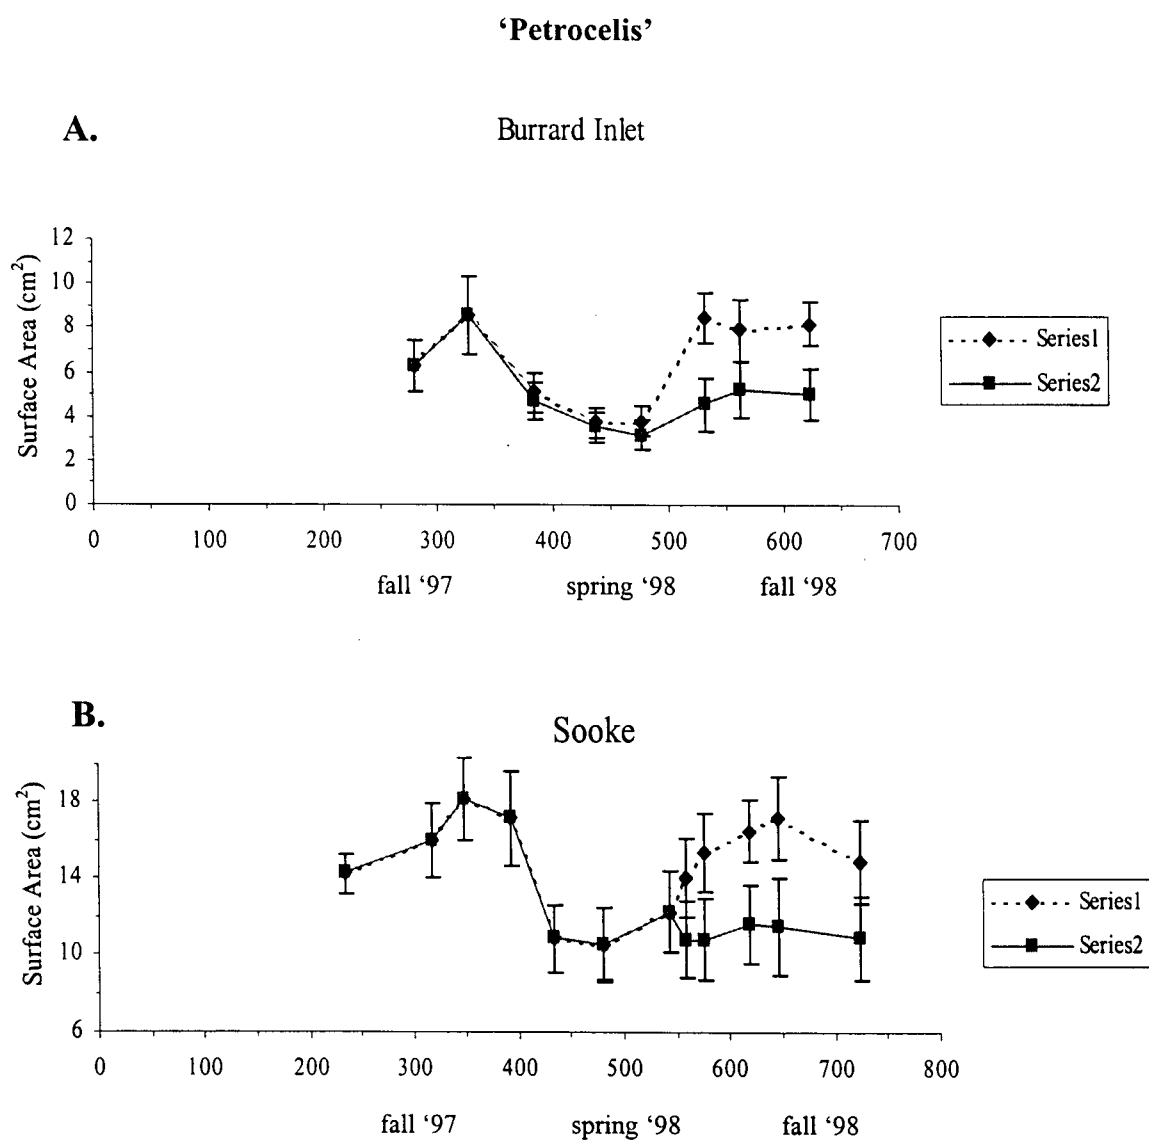 ‘Petrocelis’
A.
Burrard Inlet
Surface Area (cm²)
12
10
8
6
4
2
0
0 100 200 300 400 500 600 700
fall ‘97 spring ‘98 fall ‘98
Series1
Series2
B.
Sooke
Surface Area (cm²)
18
14
10
6
0 100 200 300 400 500 600 700 800
fall ‘97 spring ‘98 fall ‘98
Series1
Series2